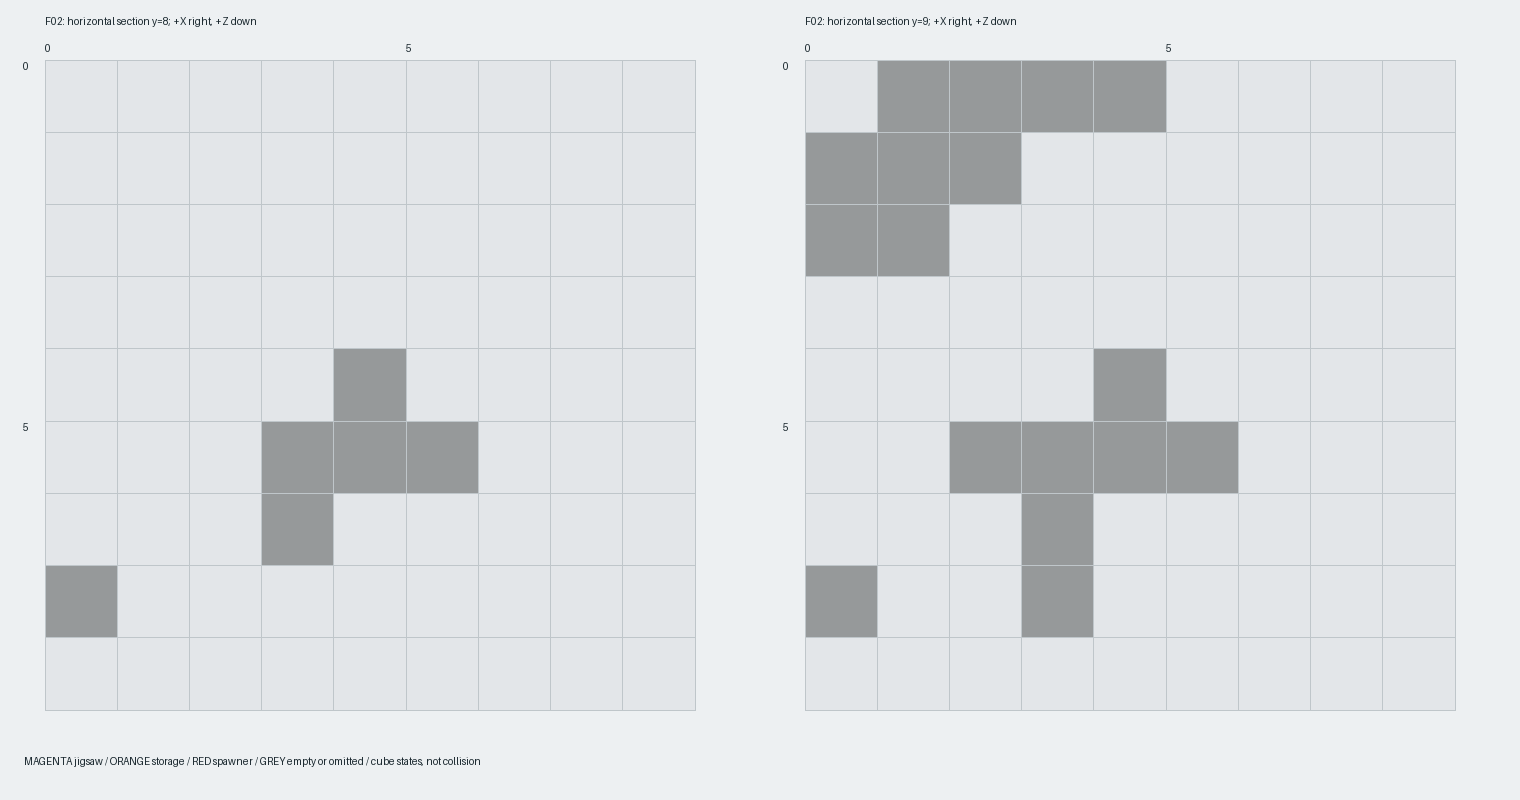 F02: horizontal section y=8; +X right, +Z down
F02: horizontal section y=9; +X right, +Z down
0 5
0 5
0
0
5
5
MAGENTA jigsaw / ORANGE storage / RED spawner / GREY empty or omitted / cube states, not collision